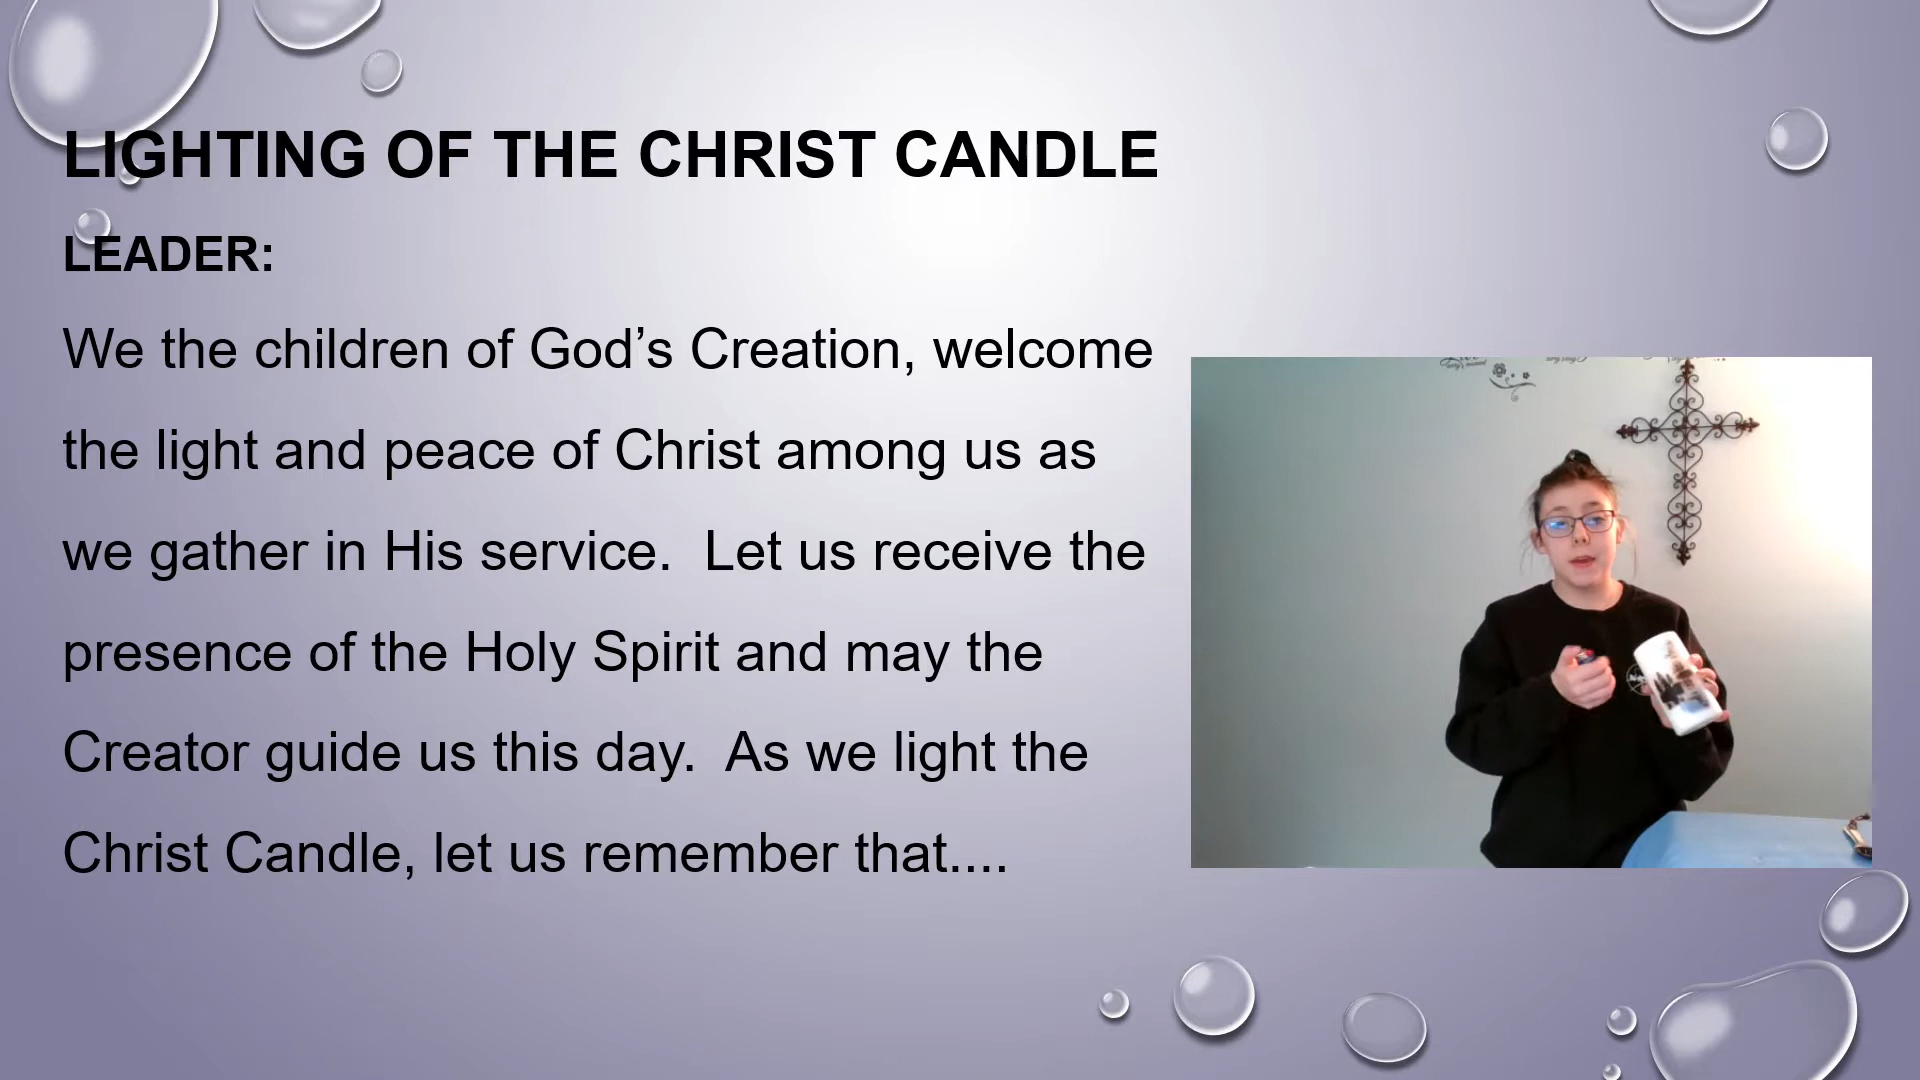 LIGHTING OF THE CHRIST CANDLE
LEADER:
We the children of God’s Creation, welcome
the light and peace of Christ among us as
we gather in His service.  Let us receive the
presence of the Holy Spirit and may the
Creator guide us this day.  As we light the
Christ Candle, let us remember that....